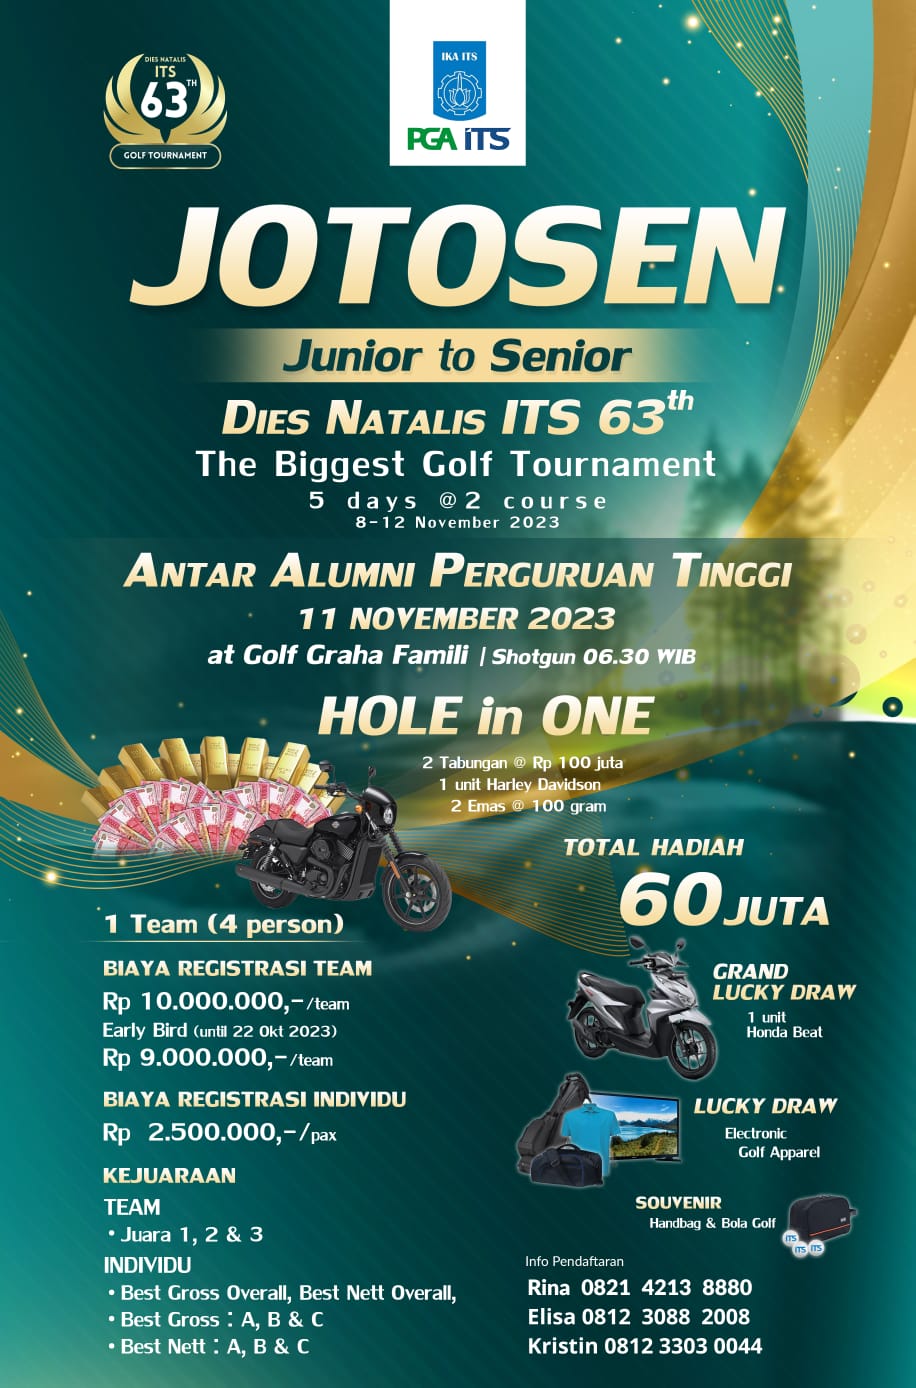 DIES NATALIS
ITS
63TH
GOLF TOURNAMENT
IKA ITS
PGA ITS
JOTOSEN
Junior to Senior
DIES NATALIS ITS 63th
The Biggest Golf Tournament
5 days @2 course
8-12 November 2023
ANTAR ALUMNI PERGURUAN TINGGI
11 NOVEMBER 2023
at Golf Graha Famili | Shotgun 06.30 WIB
HOLE in ONE
2 Tabungan @ Rp 100 juta
1 unit Harley Davidson
2 Emas @ 100 gram
TOTAL HADIAH
60 JUTA
1 Team (4 person)
BIAYA REGISTRASI TEAM
Rp 10.000.000,-/team
Early Bird (until 22 Okt 2023)
Rp 9.000.000,-/team
BIAYA REGISTRASI INDIVIDU
Rp 2.500.000,-/pax
KEJUARAAN
TEAM
• Juara 1, 2 & 3
INDIVIDU
• Best Gross Overall, Best Nett Overall,
• Best Gross : A, B & C
• Best Nett : A, B & C
GRAND
LUCKY DRAW
1 unit
Honda Beat
LUCKY DRAW
Electronic
Golf Apparel
SOUVENIR
Handbag & Bola Golf
ITS
ITS
ITS
Info Pendaftaran
Rina 0821 4213 8880
Elisa 0812 3088 2008
Kristin 0812 3303 0044